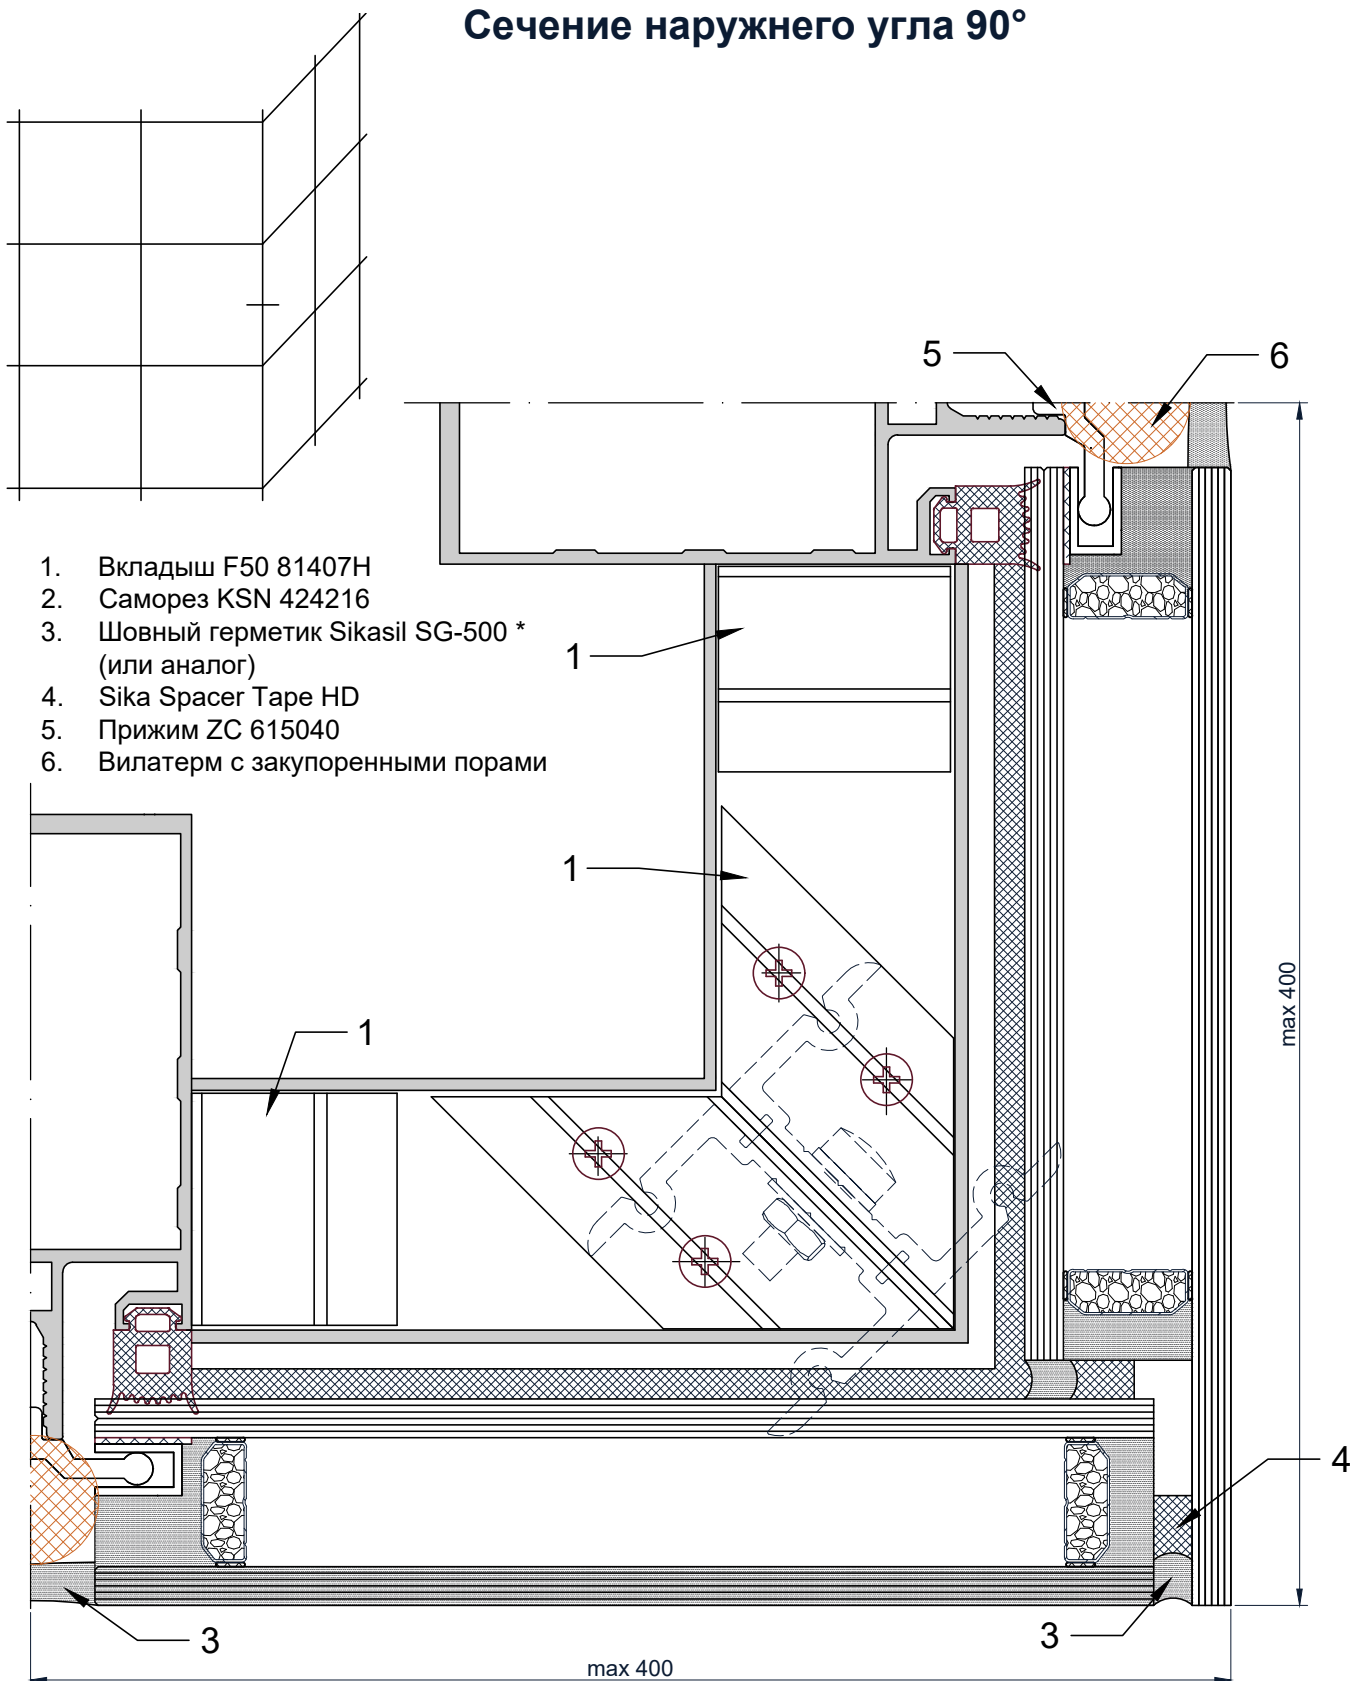 Сечение наружнего угла 90°
5
6
1. Вкладыш F50 81407H
2. Саморез KSN 424216
3. Шовный герметик Sikasil SG-500 *
(или аналог)
4. Sika Spacer Tape HD
5. Прижим ZC 615040
6. Вилатерм с закупоренными порами
1
1
1
max 400
4
3
3
max 400